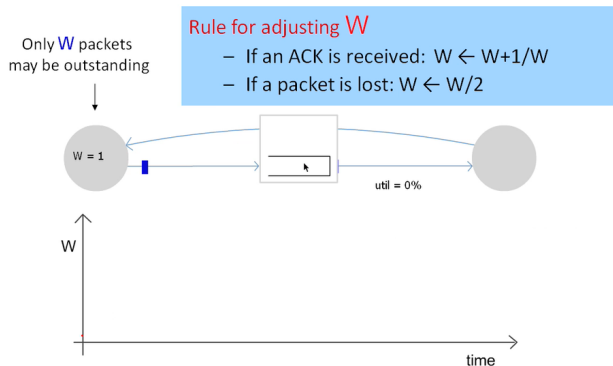 Only W packets
may be outstanding
Rule for adjusting W
– If an ACK is received: W ← W+1/W
– If a packet is lost: W ← W/2
W = 1
util = 0%
W
time